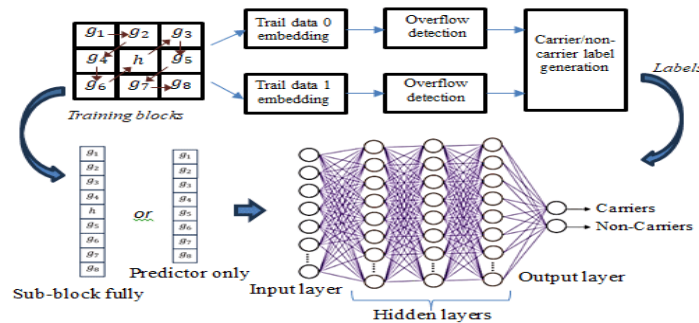 g1 g2 g3
g4 h g5
g6 g7 g8
Training blocks
Trail data 0
embedding
Overflow
detection
Trail data 1
embedding
Overflow
detection
Carrier/non-
carrier label
generation
Labels
g1
g2
g3
g4
h
g5
g6
g7
g8
Sub-block fully
or
g1
g2
g3
g4
g5
g6
g7
g8
Predictor only
Input layer
Hidden layers
Output layer
Carriers
Non-Carriers